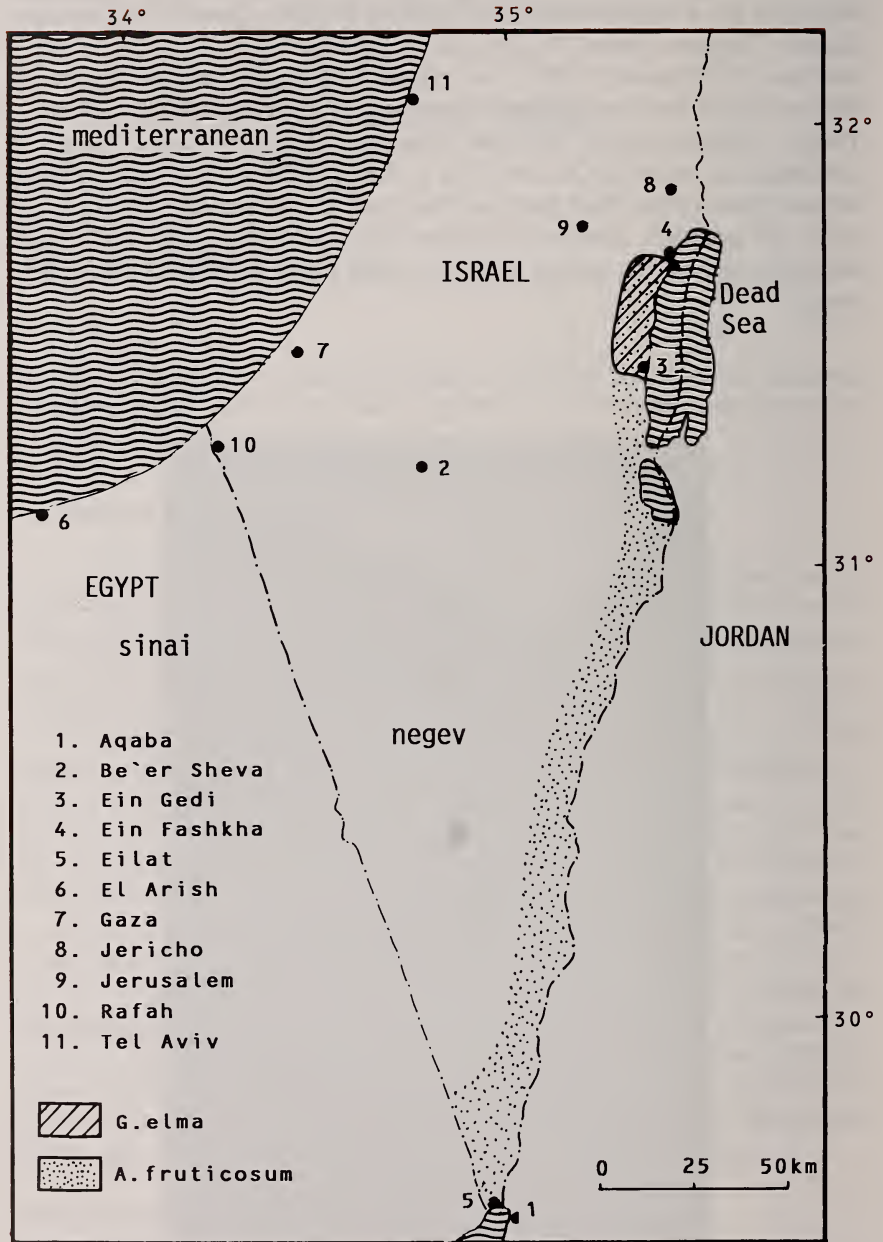 34°
35°
11
mediterranean
32°
8
9
4
ISRAEL
Dead
Sea
7
3
10
2
6
31°
EGYPT
JORDAN
sinai
negev
1. Aqaba
2. Be`er Sheva
3. Ein Gedi
4. Ein Fashkha
5. Eilat
6. El Arish
7. Gaza
8. Jericho
9. Jerusalem
10. Rafah
11. Tel Aviv
30°
G.elma
A.fruticosum
0 25 50km
5
1